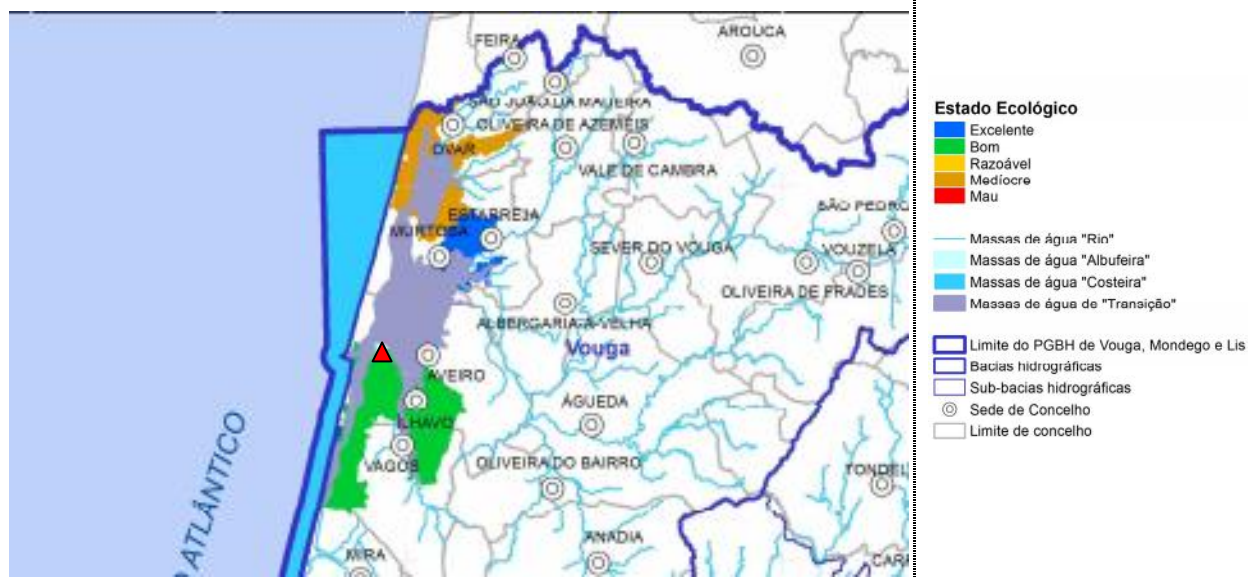 FEIRA
AROUCA
SÃO JOÃO DA MADEIRA
OLIVEIRA DE AZEMÉIS
OVAR
VALE DE CAMBRA
ESTARREJA
SÃO PEDRO
MURTOSA
SEVER DO VOUGA
VOUZELA
OLIVEIRA DE FRADES
ALBERGARIA-A-VELHA
Vouga
AVEIRO
ÁGUEDA
ÍLHAVO
VAGOS
OLIVEIRA DO BAIRRO
TONDEL
O ATLÂNTICO
ANADIA
MIRA
CARR
Estado Ecológico
Excelente
Bom
Razoável
Medíocre
Mau
Massas de água "Rio"
Massas de água "Albufeira"
Massas de água "Costeira"
Massas de água de "Transição"
Limite do PGBH de Vouga, Mondego e Lis
Bacias hidrográficas
Sub-bacias hidrográficas
Sede de Concelho
Limite de concelho